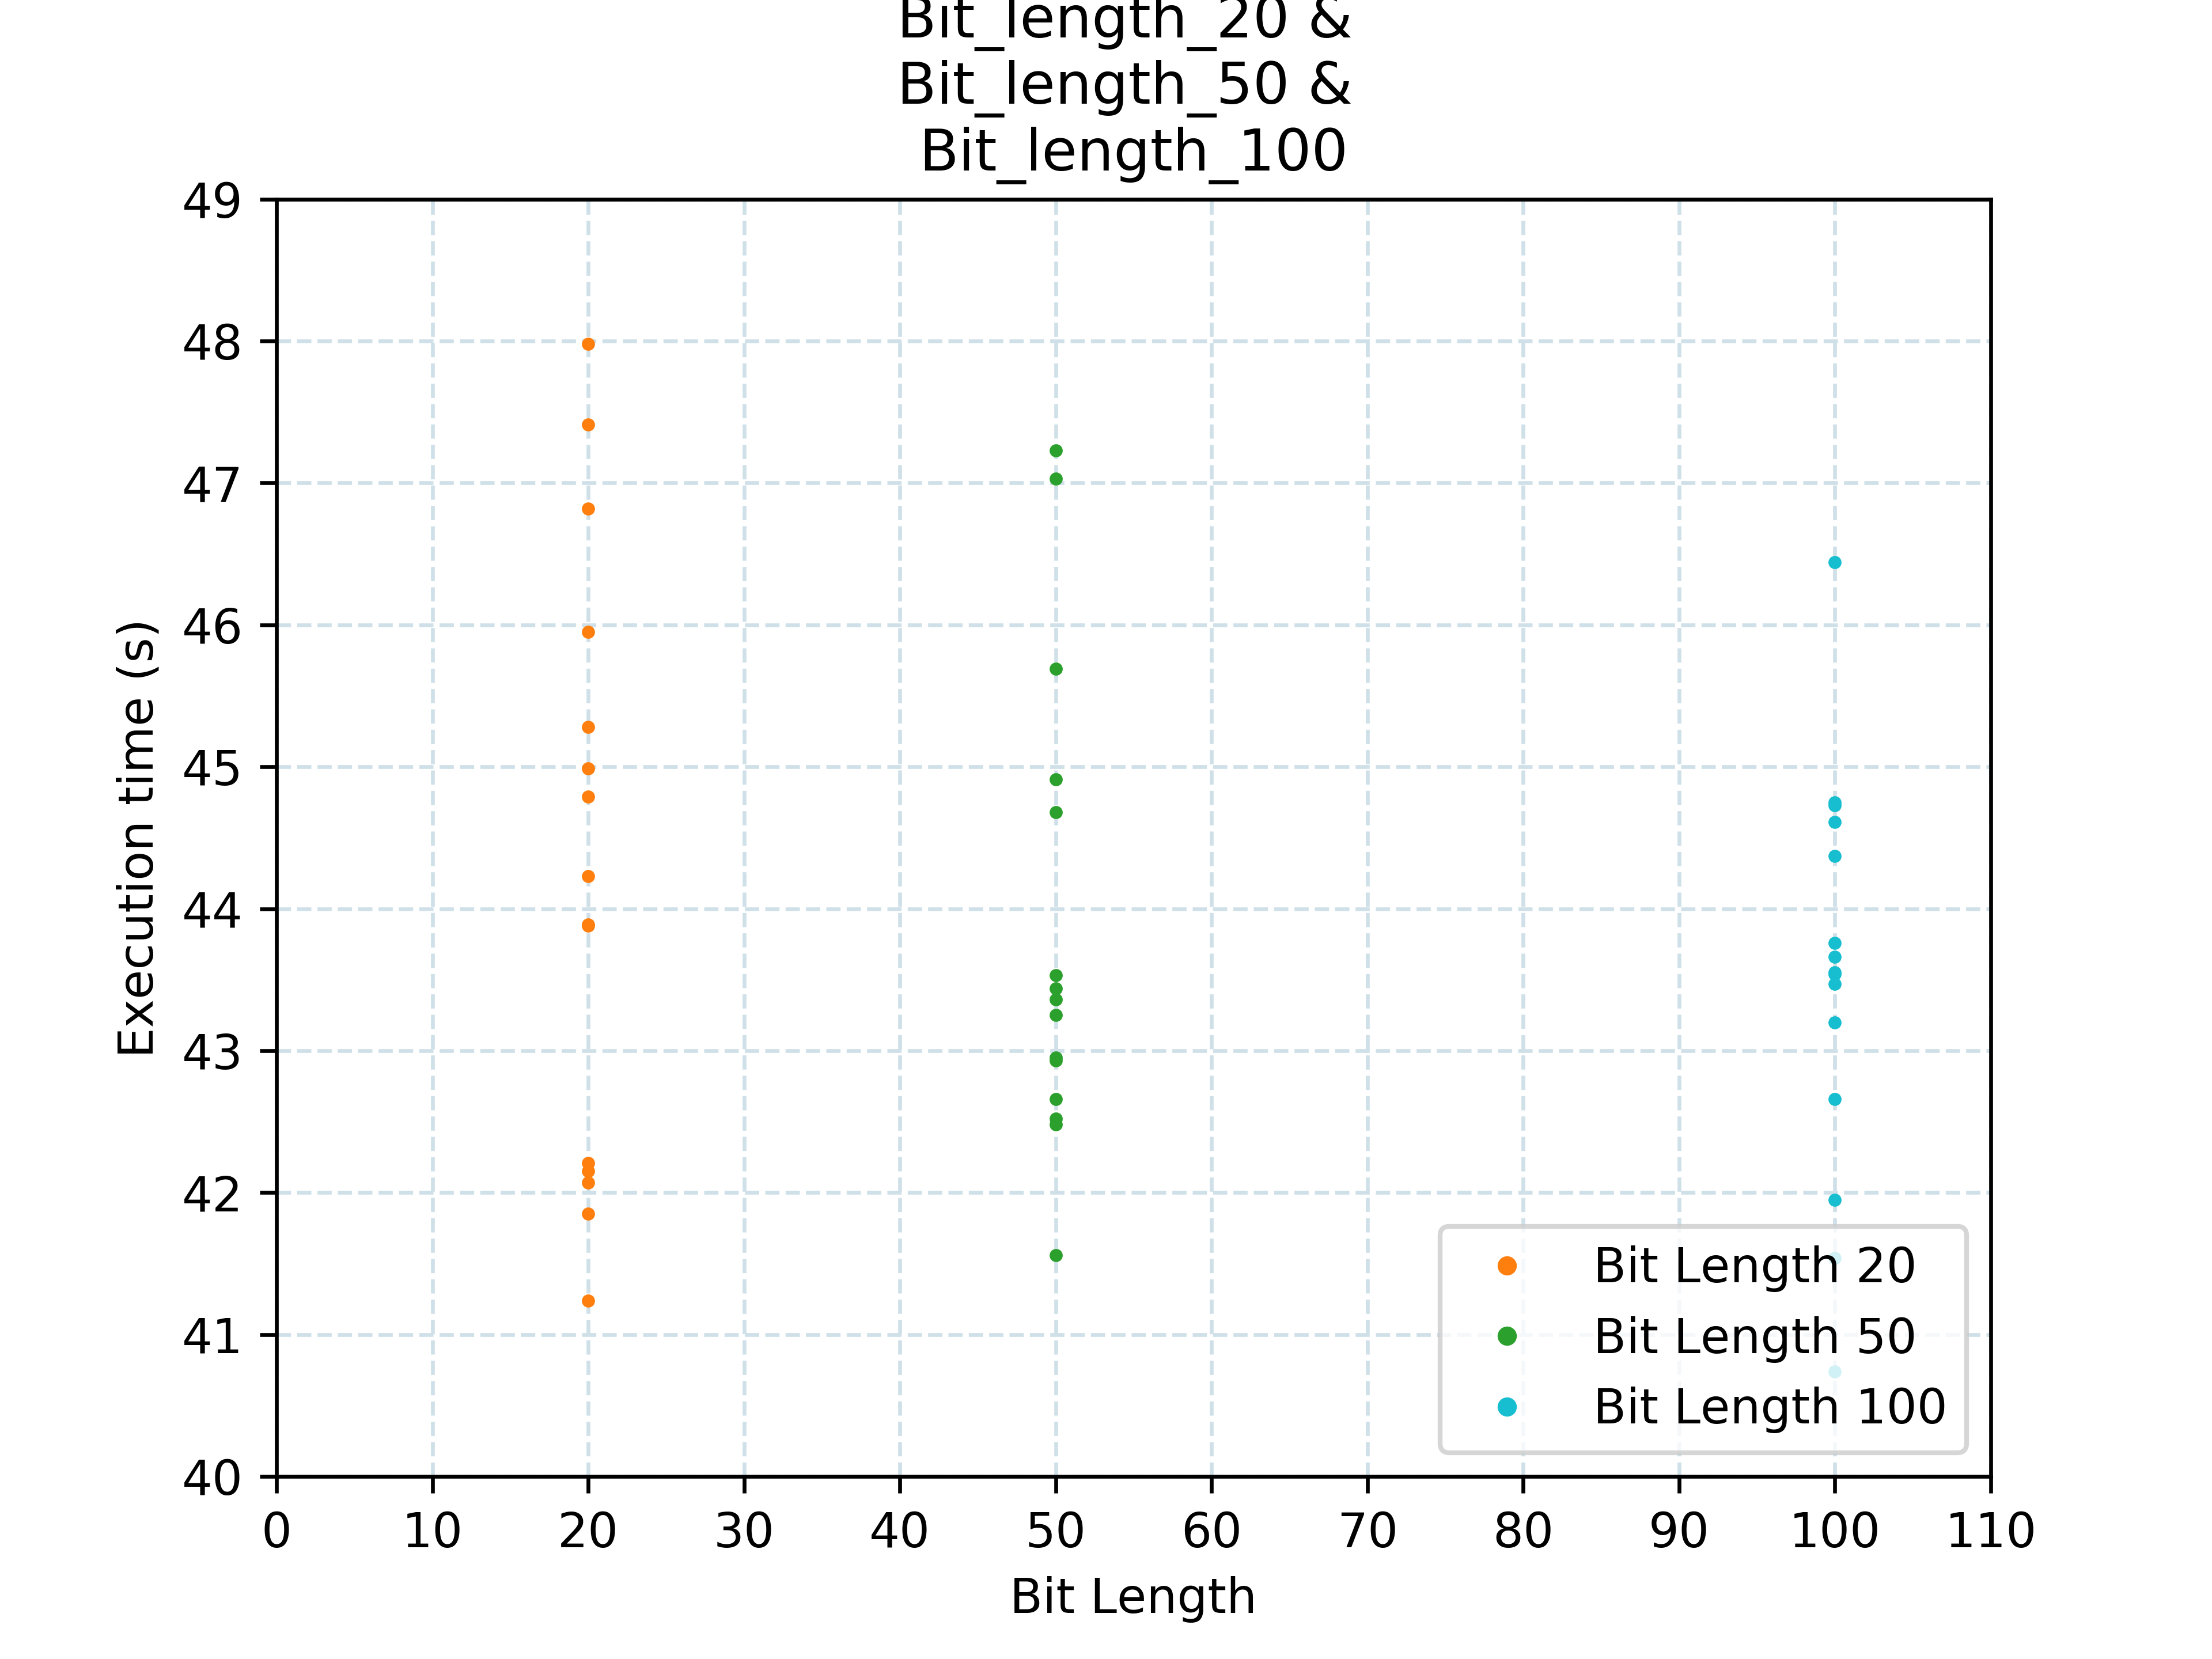 Bit_length_20 &
Bit_length_50 &
Bit_length_100
49
48
47
46
45
44
43
42
41
40
Execution time (s)
Bit Length 20
Bit Length 50
Bit Length 100
0 10 20 30 40 50 60 70 80 90 100 110
Bit Length